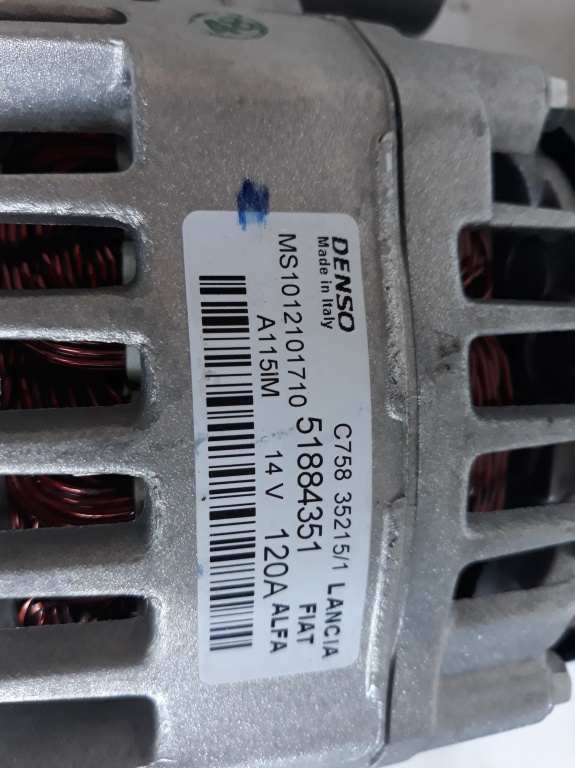 DENSO
Made in Italy
C758 35215/1 LANCIA
MS1012101710 51884351 FIAT
A115IM 14 V 120A ALFA